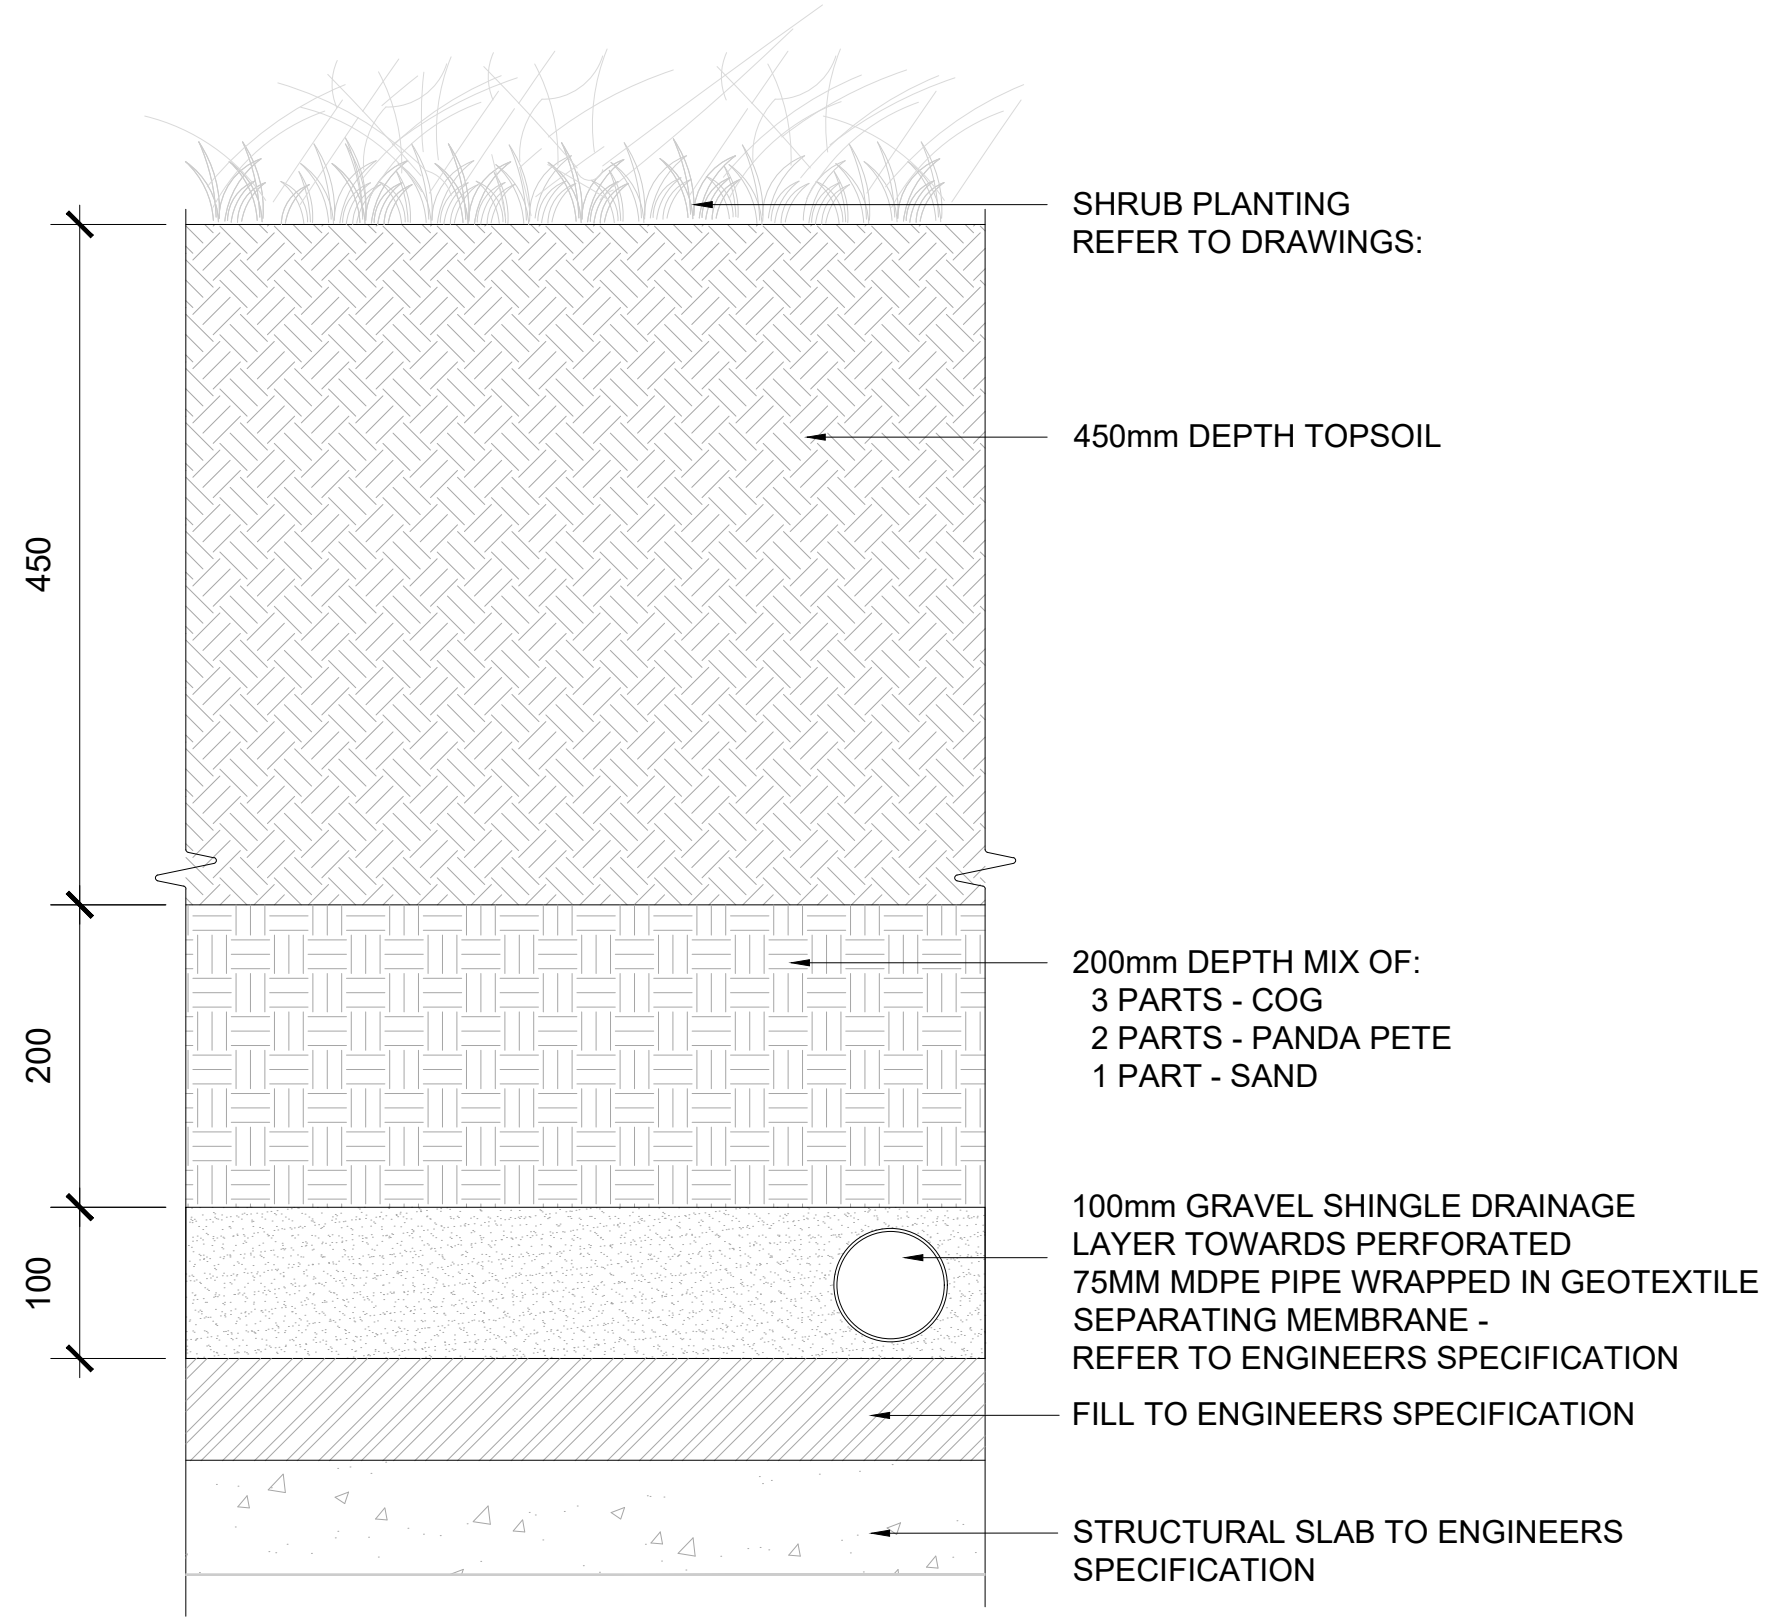 SHRUB PLANTING
REFER TO DRAWINGS:
450mm DEPTH TOPSOIL
450
200mm DEPTH MIX OF:
3 PARTS - COG
2 PARTS - PANDA PETE
1 PART - SAND
200
100mm GRAVEL SHINGLE DRAINAGE
LAYER TOWARDS PERFORATED
75MM MDPE PIPE WRAPPED IN GEOTEXTILE
SEPARATING MEMBRANE -
REFER TO ENGINEERS SPECIFICATION
100
FILL TO ENGINEERS SPECIFICATION
STRUCTURAL SLAB TO ENGINEERS
SPECIFICATION